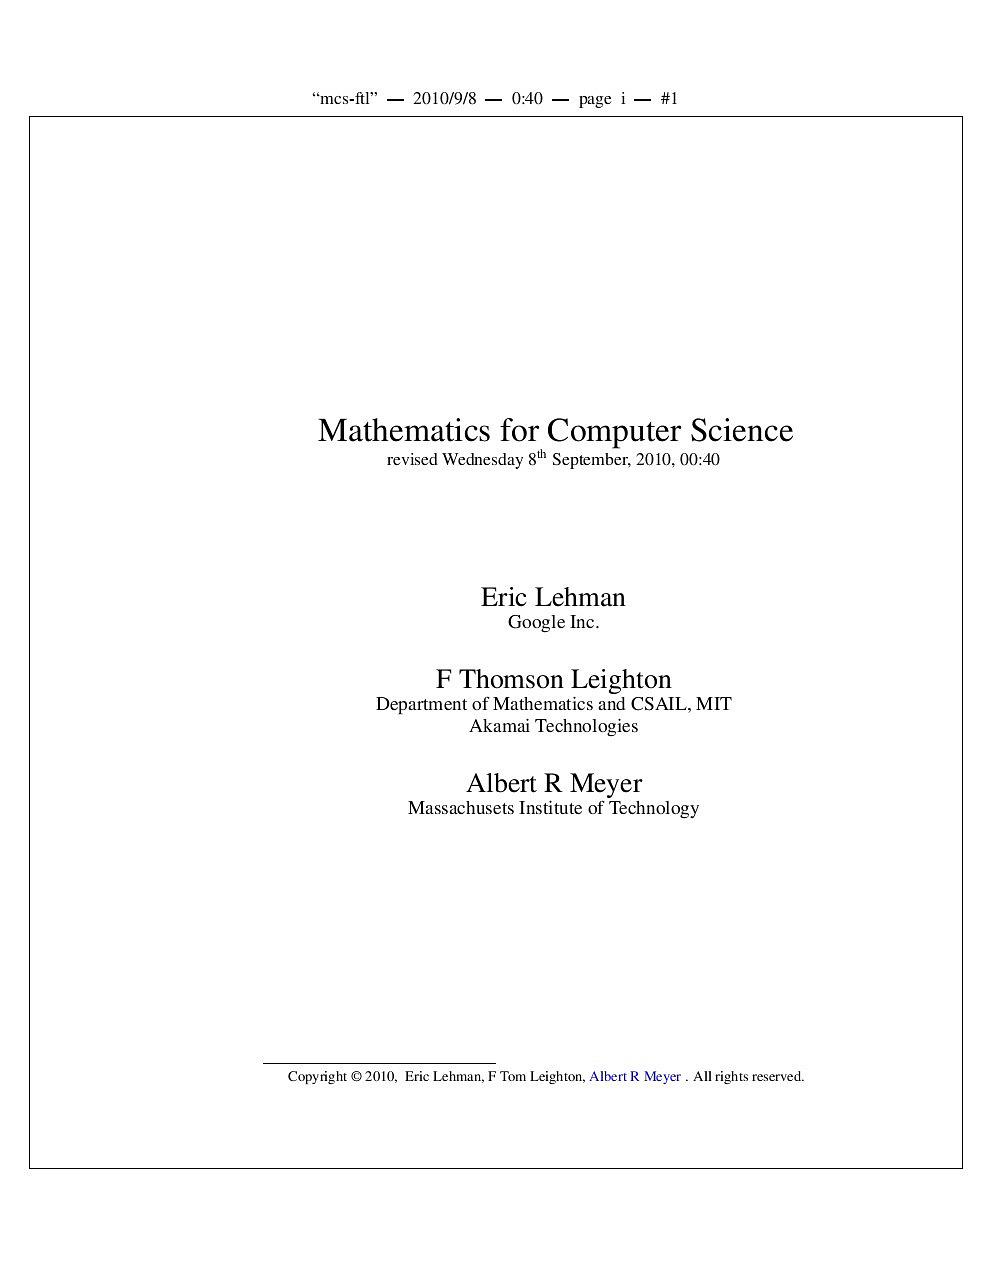 “mcs-ftl” — 2010/9/8 — 0:40 — page i — #1
Mathematics for Computer Science
revised Wednesday 8th September, 2010, 00:40
Eric Lehman
Google Inc.
F Thomson Leighton
Department of Mathematics and CSAIL, MIT
Akamai Technologies
Albert R Meyer
Massachusets Institute of Technology
Copyright © 2010, Eric Lehman, F Tom Leighton, Albert R Meyer . All rights reserved.